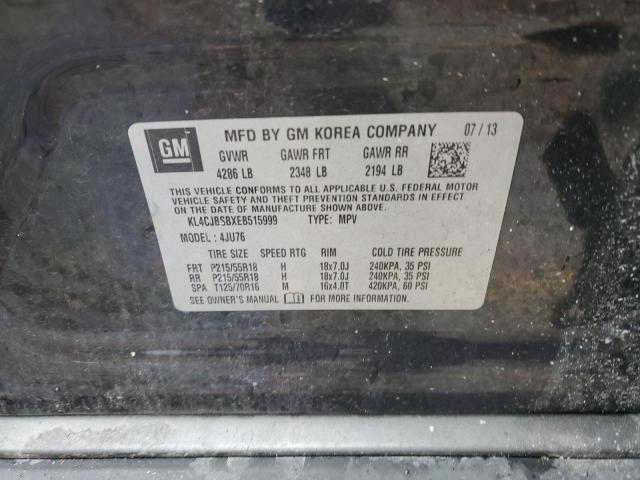 GM
MFD BY GM KOREA COMPANY 07/13
GVWR GAWR FRT GAWR RR
4286 LB 2348 LB 2194 LB
THIS VEHICLE CONFORMS TO ALL APPLICABLE U.S. FEDERAL MOTOR
VEHICLE SAFETY AND THEFT PREVENTION STANDARDS IN EFFECT
ON THE DATE OF MANUFACTURE SHOWN ABOVE.
KL4CJBSBXEB515999 TYPE: MPV
MODEL : 4JU76
TIRE SIZE SPEED RTG RIM COLD TIRE PRESSURE
FRT P215/55R18 H 18x7.0J 240KPA, 35 PSI
RR P215/55R18 H 18x7.0J 240KPA, 35 PSI
SPA T125/70R16 M 16x4.0T 420KPA, 60 PSI
SEE OWNER'S MANUAL FOR MORE INFORMATION.